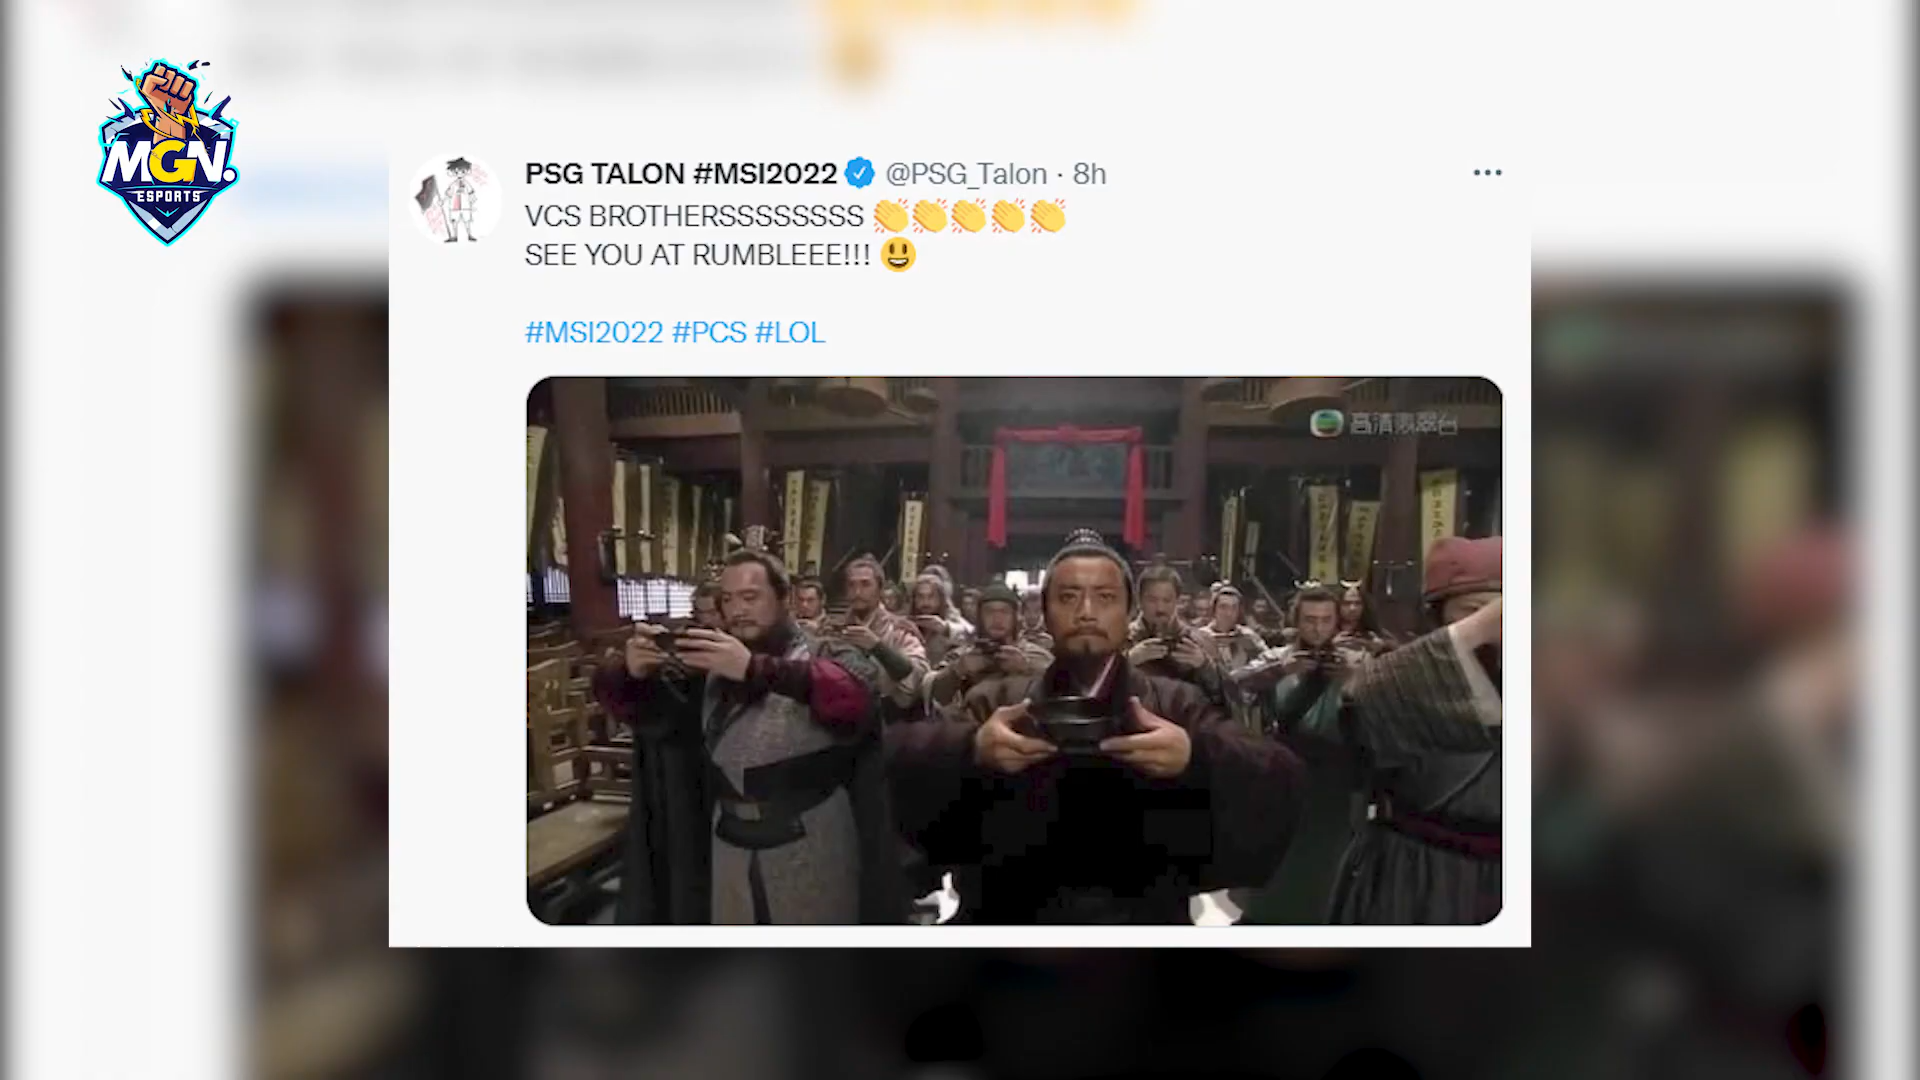 MGN.
ESPORTS
PSG TALON #MSI2022 @PSG_Talon · 8h
VCS BROTHERSSSSSSSS 👏👏👏👏👏
SEE YOU AT RUMBLEEE!!! 😃
#MSI2022 #PCS #LOL
高清翡翠台